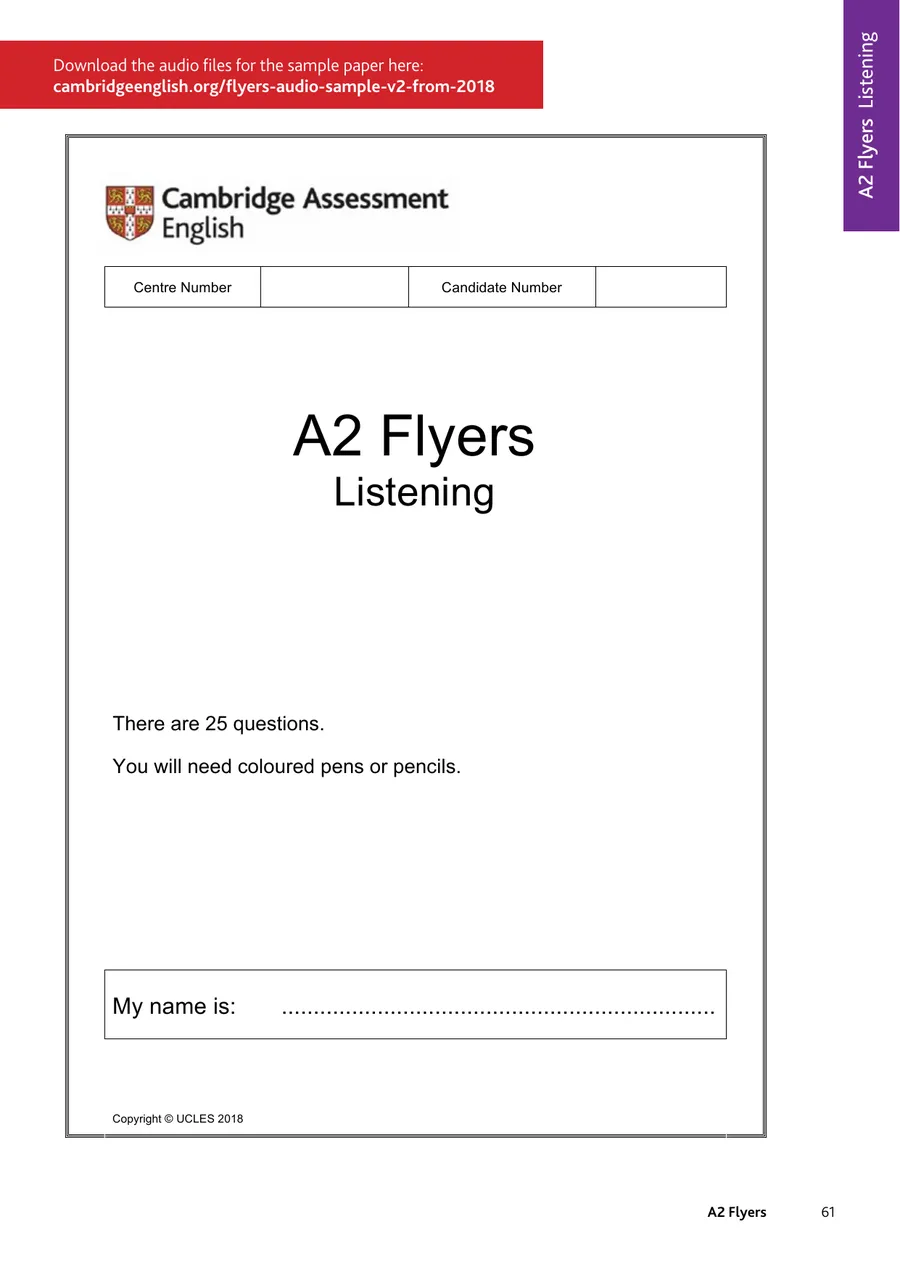 Download the audio files for the sample paper here:
cambridgeenglish.org/flyers-audio-sample-v2-from-2018
A2 Flyers Listening
Cambridge Assessment
English
Centre Number
Candidate Number
A2 Flyers
Listening
There are 25 questions.
You will need coloured pens or pencils.
My name is: ....................................................................
Copyright © UCLES 2018
A2 Flyers 61